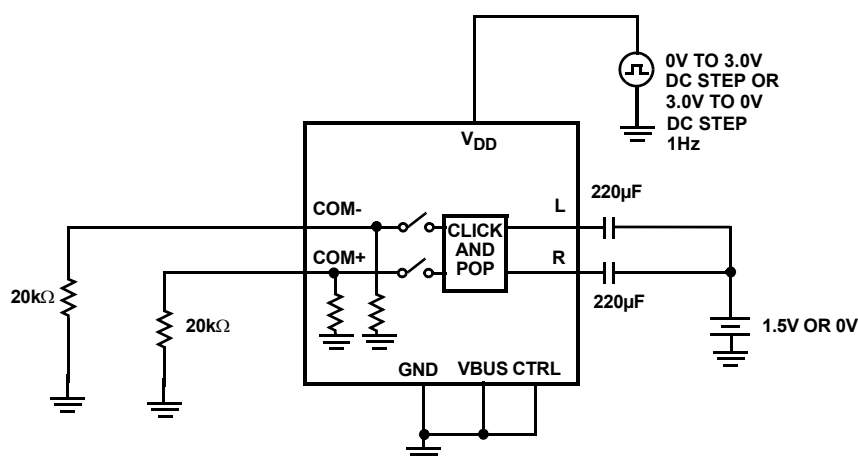 0V TO 3.0V
DC STEP OR
3.0V TO 0V
DC STEP
1Hz
VDD
COM-
L
220µF
CLICK
AND
POP
COM+
R
220µF
20kΩ
20kΩ
1.5V OR 0V
GND VBUS CTRL